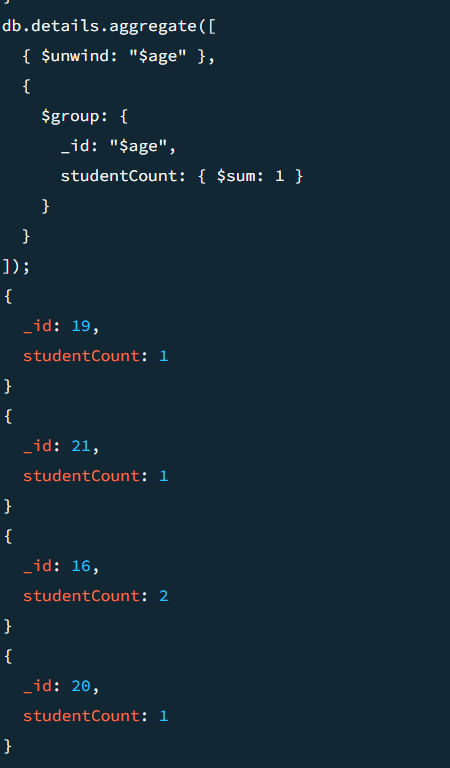 db.details.aggregate([
{ $unwind: "$age" },
{
$group: {
_id: "$age",
studentCount: { $sum: 1 }
}
}
]);
{
_id: 19,
studentCount: 1
}
{
_id: 21,
studentCount: 1
}
{
_id: 16,
studentCount: 2
}
{
_id: 20,
studentCount: 1
}